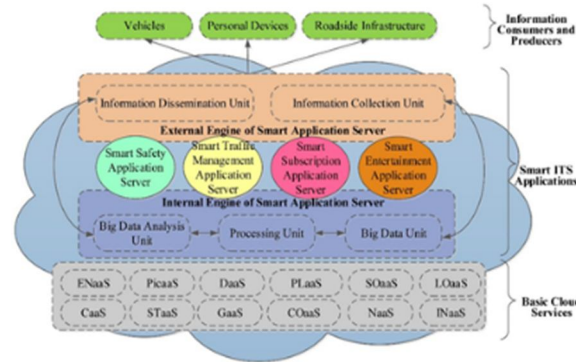 Vehicles
Personal Devices
Roadside Infrastructure
Information
Consumers and
Producers
Information Dissemination Unit
Information Collection Unit
External Engine of Smart Application Server
Smart Safety
Application
Server
Smart Traffic
Management
Application
Server
Smart
Subscription
Application
Server
Smart
Entertainment
Application
Server
Smart ITS
Applications
Internal Engine of Smart Application Server
Big Data Analysis
Unit
Processing Unit
Big Data Unit
ENaaS
PicaaS
DaaS
PLaaS
SOaaS
LOaaS
CaaS
STaaS
GaaS
COaaS
NaaS
INaaS
Basic Cloud
Services